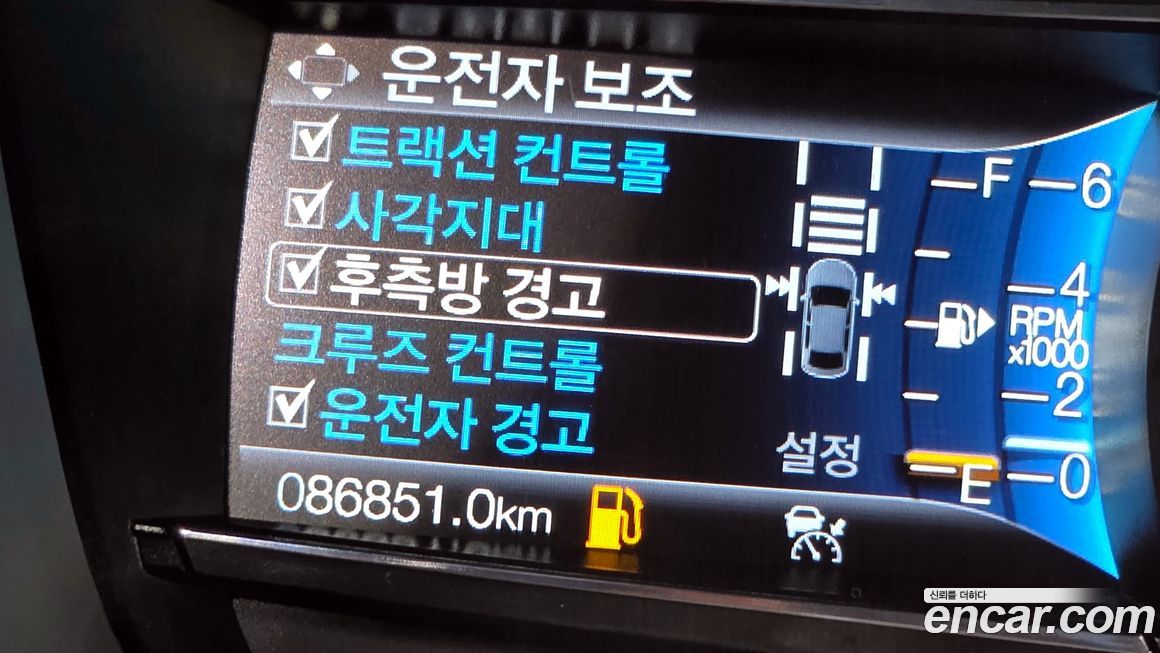 운전자 보조
트랙션 컨트롤
사각지대
후측방 경고
크루즈 컨트롤
운전자 경고
설정
086851.0km
F
E
6
4
RPM
x1000
2
0
신뢰를 더하다
encar.com